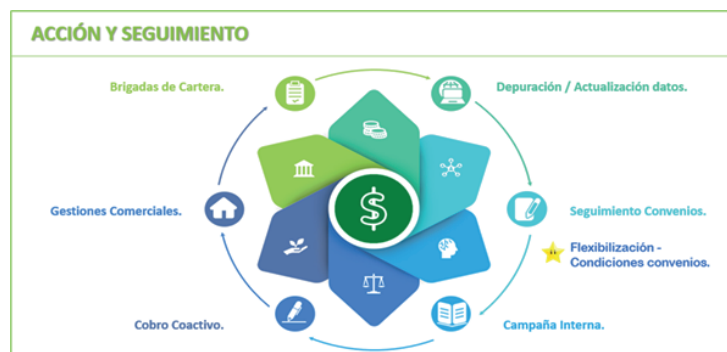 ACCIÓN Y SEGUIMIENTO
Brigadas de Cartera.
Depuración / Actualización datos.
Gestiones Comerciales.
$
Seguimiento Convenios.
Flexibilización -
Condiciones convenios.
Cobro Coactivo.
Campaña Interna.